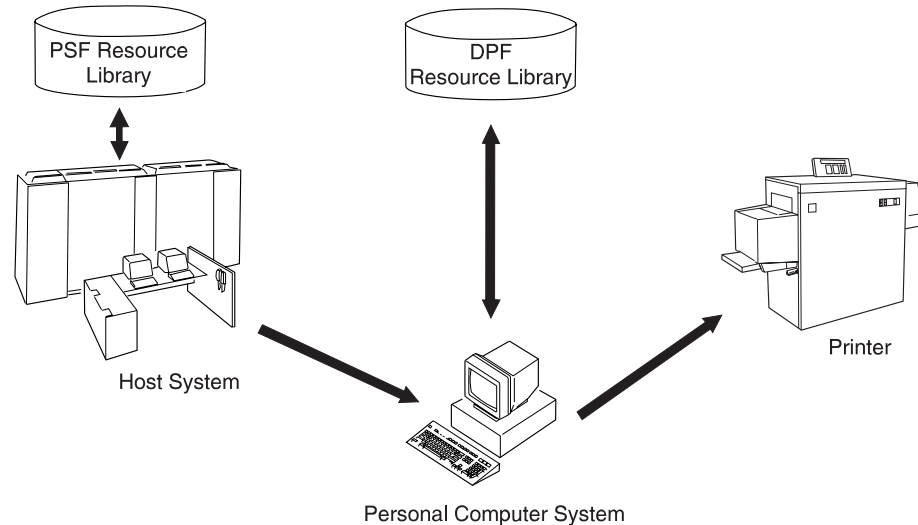 PSF Resource
Library
DPF
Resource Library
Host System
Printer
Personal Computer System